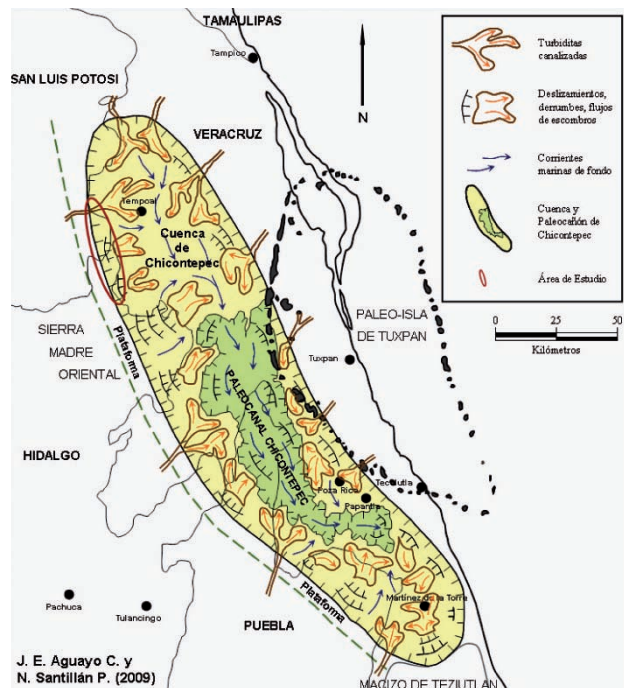 TAMAULIPAS
Tampico
SAN LUIS POTOSI
VERACRUZ
N
Tempoal
Cuenca
de
Chicontepec
Plataforma
SIERRA
MADRE
ORIENTAL
PALEO-ISLA
DE TUXPAN
Tuxpan
PALEOCANAL CHICONTEPEC
HIDALGO
Poza Rica
Tecolutla
Papantla
Plataforma
Martínez de la Torre
Pachuca
Tulancingo
PUEBLA
MACIZO DE TEZIUTLAN
J. E. Aguayo C. y
N. Santillán P. (2009)
Turbiditas
canalizadas
Deslizamientos,
derrumbes, flujos
de escombros
Corrientes
marinas de fondo
Cuenca y
Paleocañón de
Chicontepec
Área de Estudio
0 25 50
Kilómetros